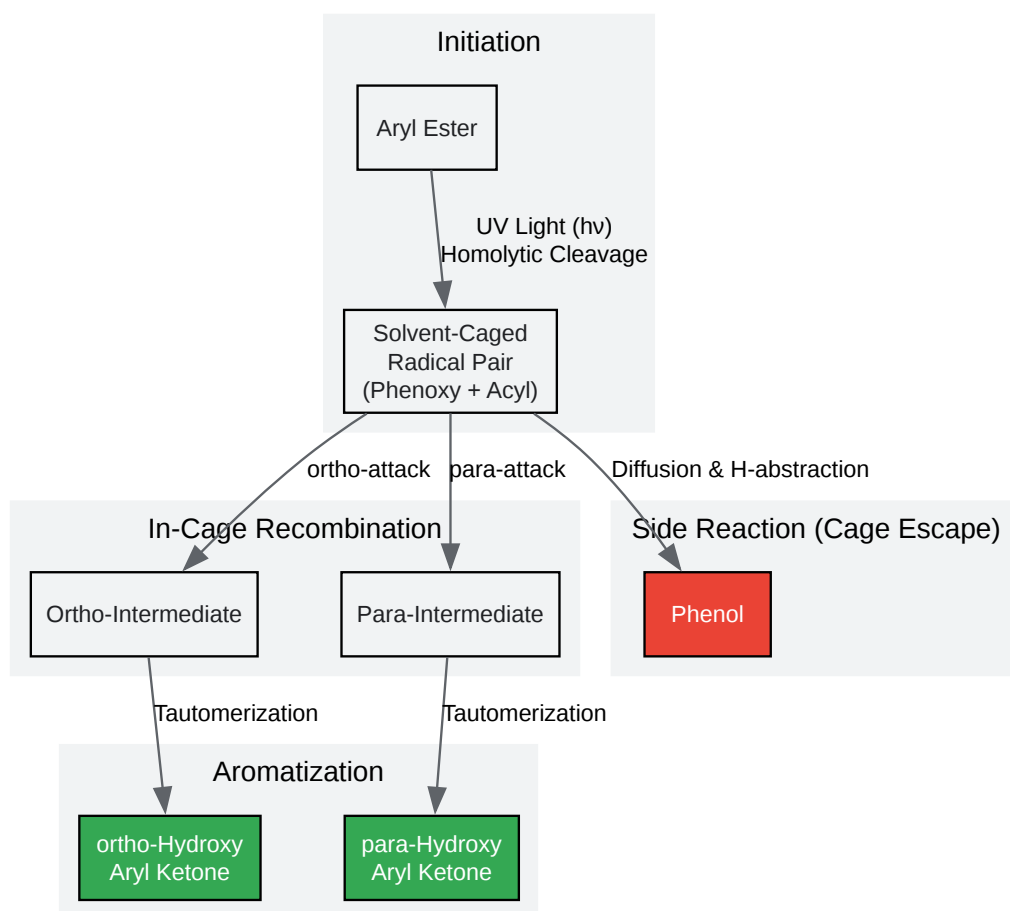 Initiation
Aryl Ester
UV Light (hν)
Homolytic Cleavage
Solvent-Caged
Radical Pair
(Phenoxy + Acyl)
ortho-attack
para-attack
Diffusion & H-abstraction
In-Cage Recombination
Side Reaction (Cage Escape)
Ortho-Intermediate
Para-Intermediate
Phenol
Tautomerization
Tautomerization
Aromatization
ortho-Hydroxy
Aryl Ketone
para-Hydroxy
Aryl Ketone